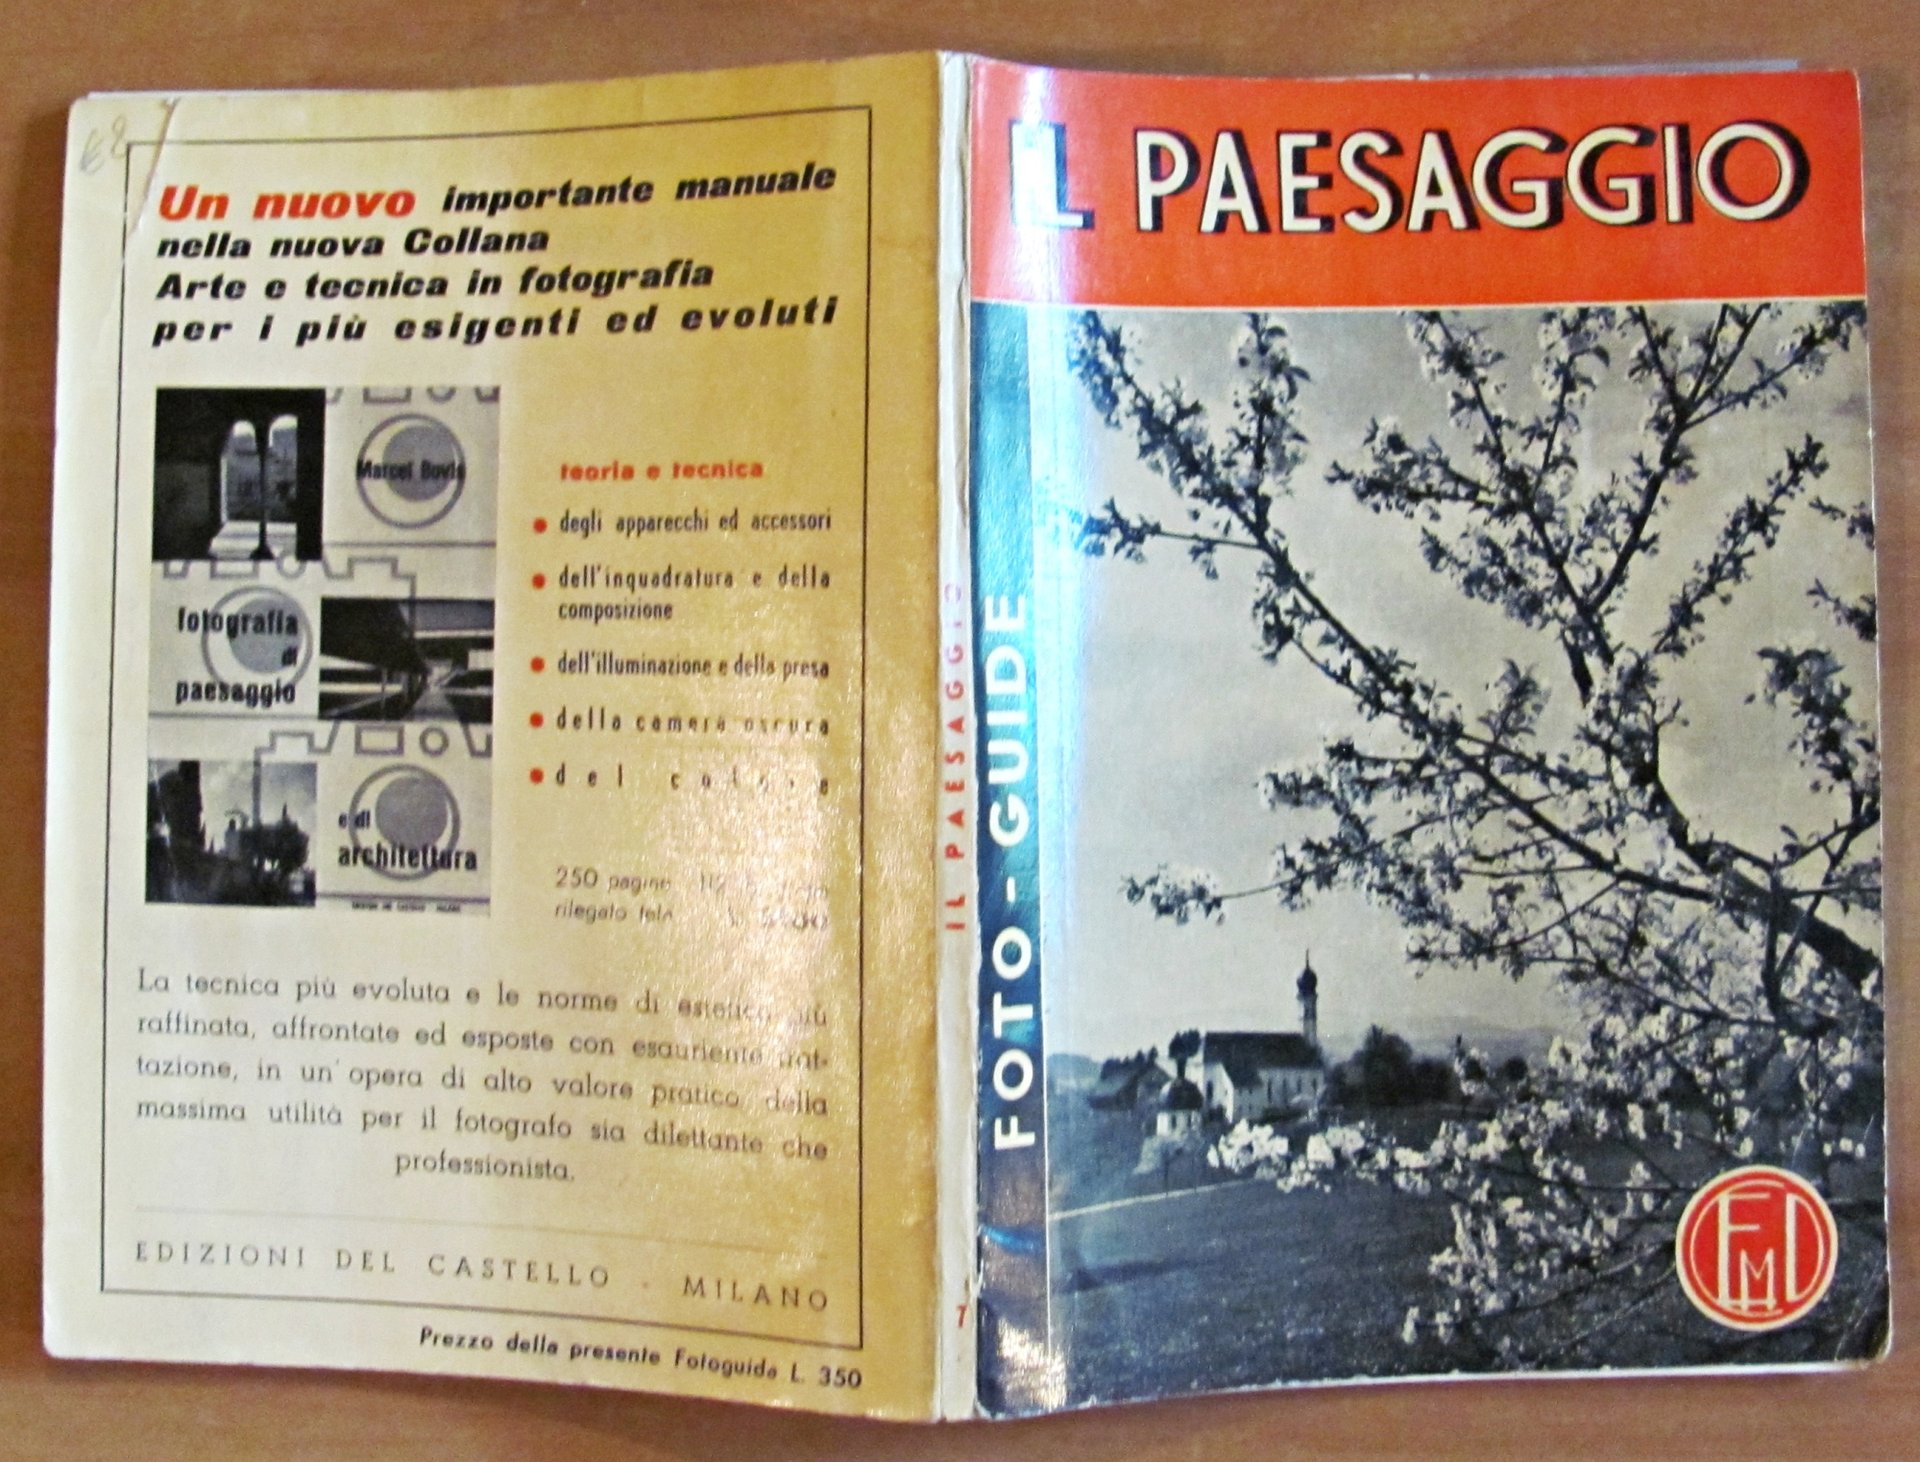 € 8
Un nuovo importante manuale
nella nuova Collana
Arte e tecnica in fotografia
per i più esigenti ed evoluti
Marcel Bovis
fotografia
di
paesaggio
e di
architettura
teoria e tecnica
degli apparecchi ed accessori
dell'inquadratura e della
composizione
dell'illuminazione e della presa
della camera oscura
del colore
250 pagine
rilegato
La tecnica più evoluta e le norme di estetica più
raffinata, affrontate ed esposte con esauriente trat-
tazione, in un' opera di alto valore pratico della
massima utilità per il fotografo sia dilettante che
professionista.
EDIZIONI DEL CASTELLO - MILANO
Prezzo della presente Fotoguida L. 350
IL PAESAGGIO
7
IL PAESAGGIO
FOTO - GUIDE